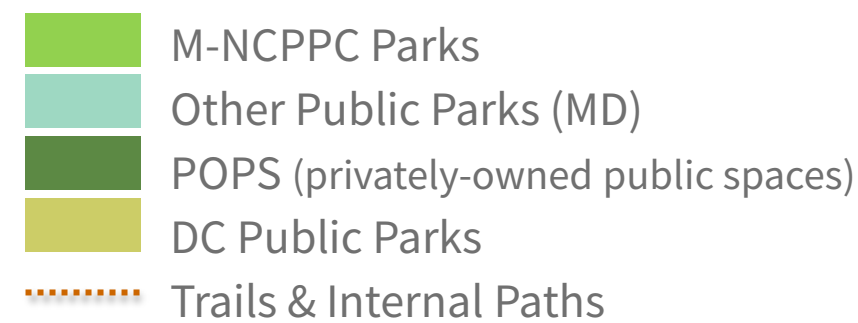 M-NCPPC Parks
Other Public Parks (MD)
POPS (privately-owned public spaces)
DC Public Parks
Trails & Internal Paths